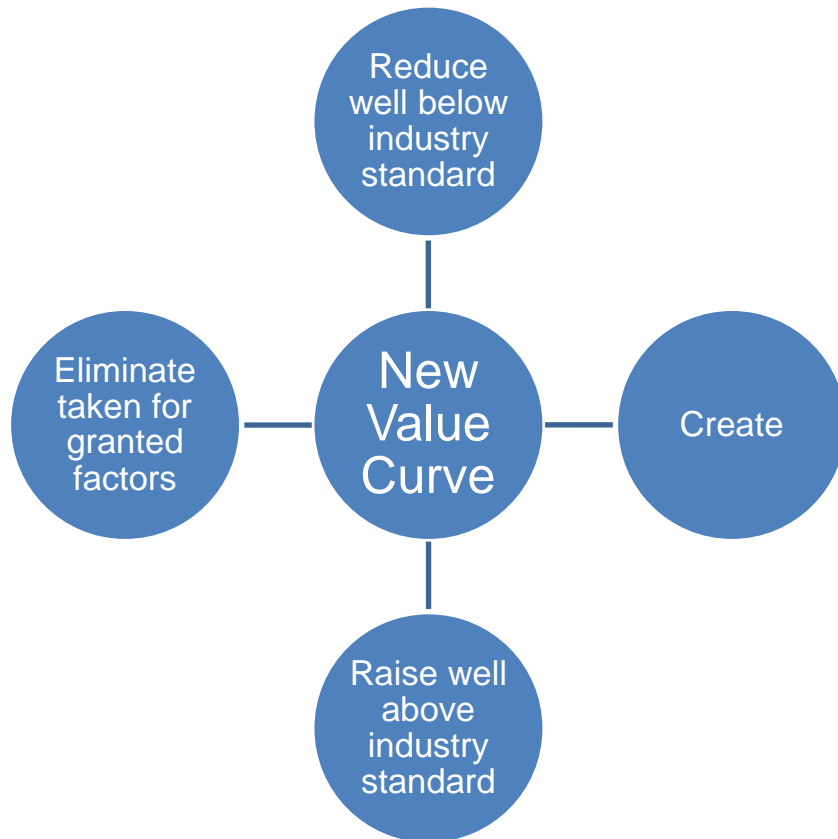 Reduce
well below
industry
standard
Eliminate
taken for
granted
factors
New
Value
Curve
Create
Raise well
above
industry
standard